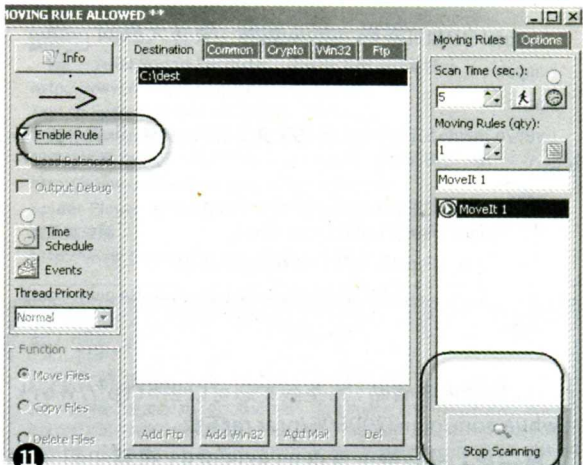 MOVING RULE ALLOWED **
Info
Enable Rule
Load Balanced
Output Debug
Time
Schedule
Events
Thread Priority
Normal
Function
Move Files
Copy Files
Delete Files
11
Destination
Common
Crypto
Win32
Ftp
C:\dest
Add Ftp
Add Win32
Add Mail
Del
Moving Rules
Options
Scan Time (sec.):
5
Moving Rules (qty):
1
MoveIt 1
MoveIt 1
Stop Scanning